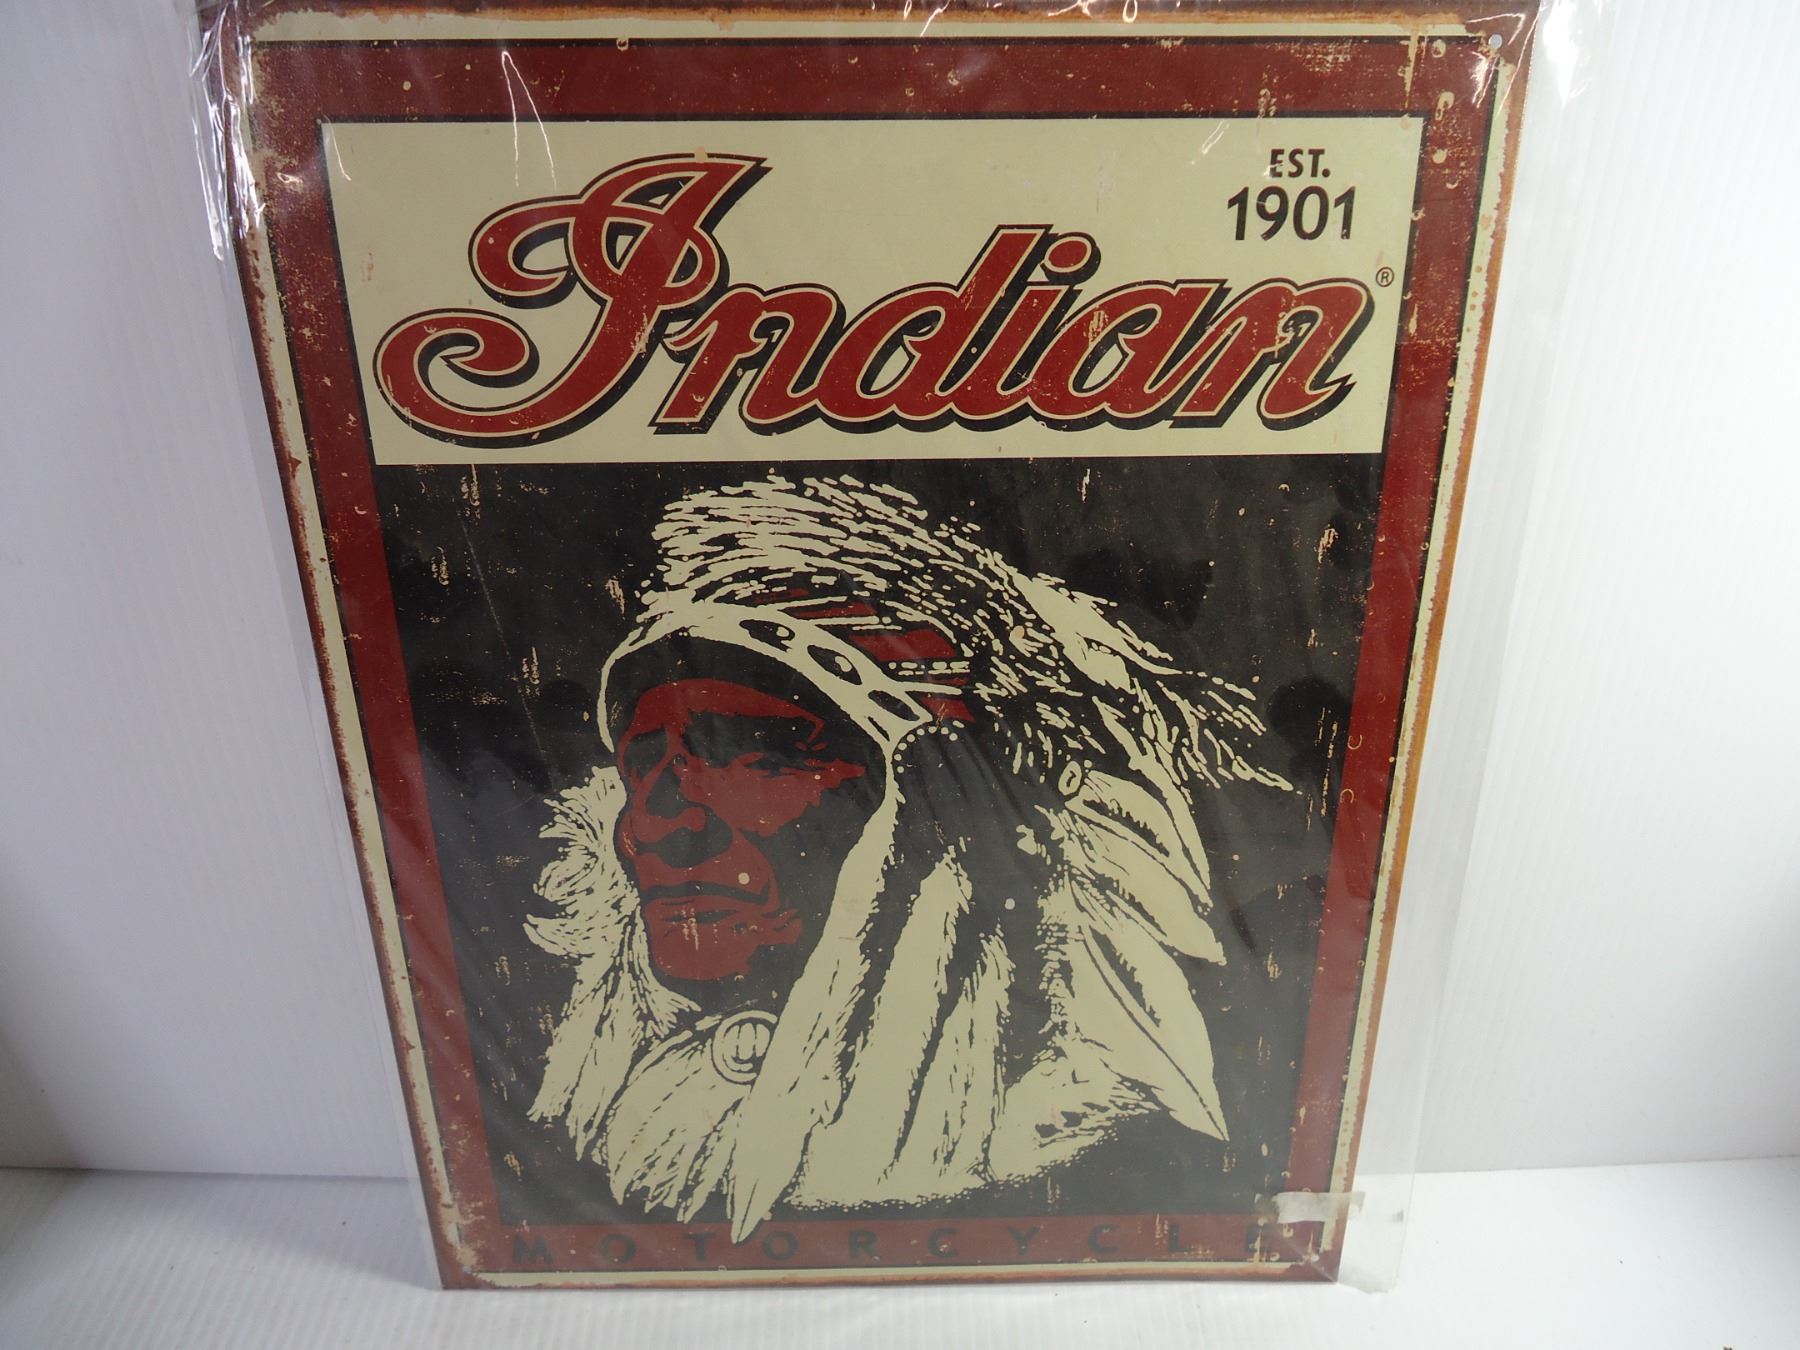 EST.
1901
Indian®
MOTORCYCLE